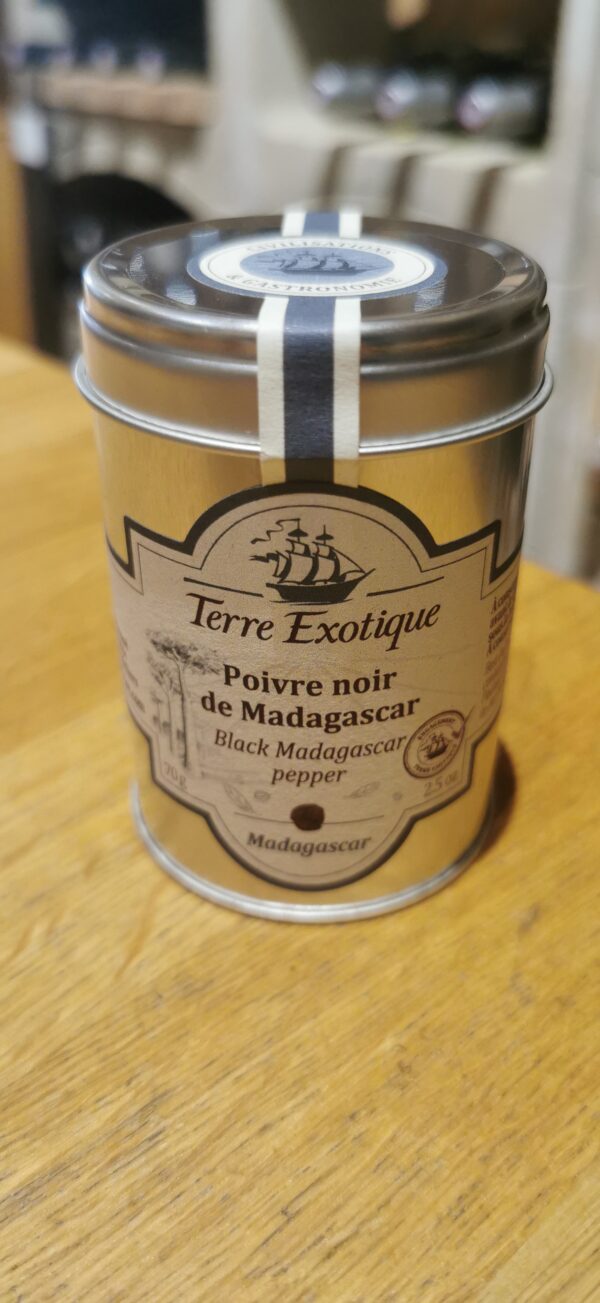 CIVILISATIONS
& GASTRONOMIE
Terre Exotique
Poivre noir
de Madagascar
Black Madagascar
pepper
70 g
2.5 oz
Madagascar